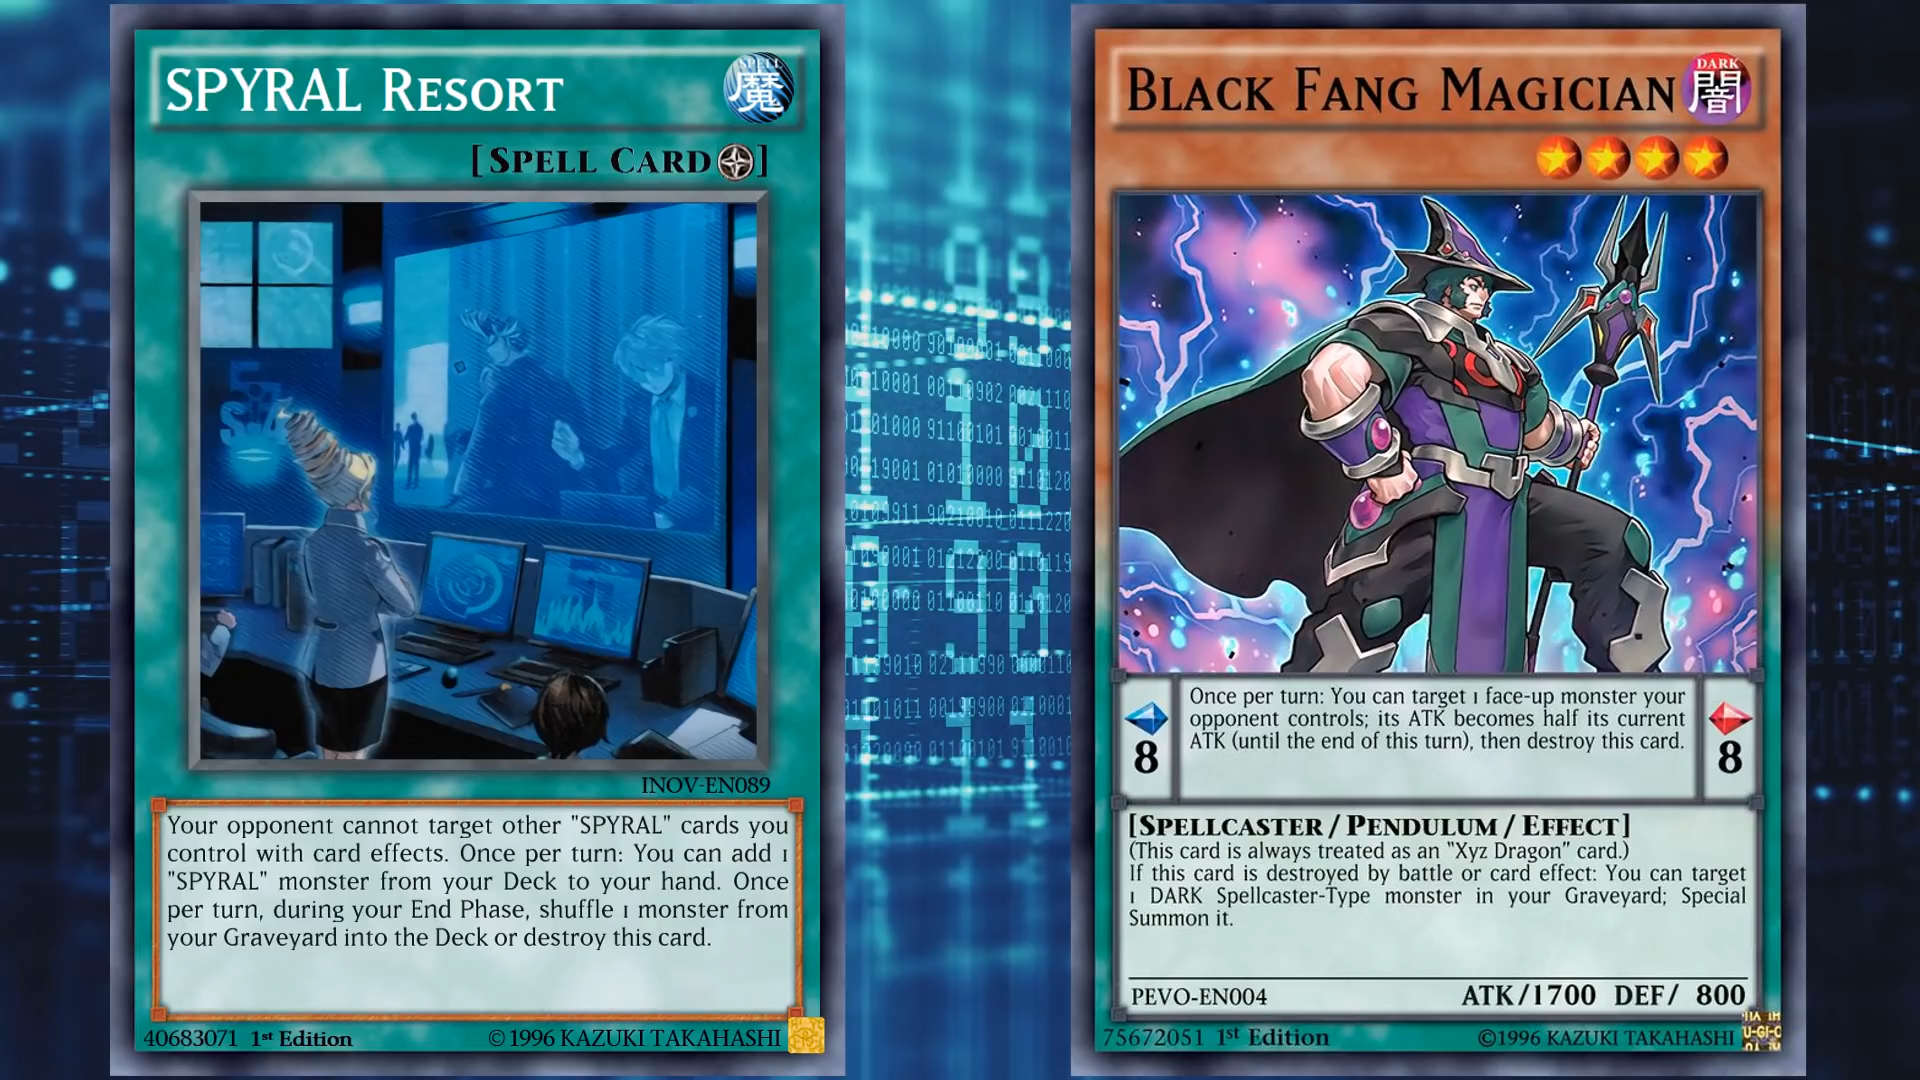 SPYRAL Resort
SPELL
魔
[Spell Card]
INOV-EN089
Your opponent cannot target other "SPYRAL" cards you
control with card effects. Once per turn: You can add 1
"SPYRAL" monster from your Deck to your hand. Once
per turn, during your End Phase, shuffle 1 monster from
your Graveyard into the Deck or destroy this card.
40683071 1st Edition
©1996 KAZUKI TAKAHASHI
Black Fang Magician
DARK
闇
Once per turn: You can target 1 face-up monster your
opponent controls; its ATK becomes half its current
ATK (until the end of this turn), then destroy this card.
8
8
[Spellcaster / Pendulum / Effect]
(This card is always treated as an "Xyz Dragon" card.)
If this card is destroyed by battle or card effect: You can target
1 DARK Spellcaster-Type monster in your Graveyard; Special
Summon it.
PEVO-EN004
ATK/1700 DEF/ 800
75672051 1st Edition
©1996 KAZUKI TAKAHASHI